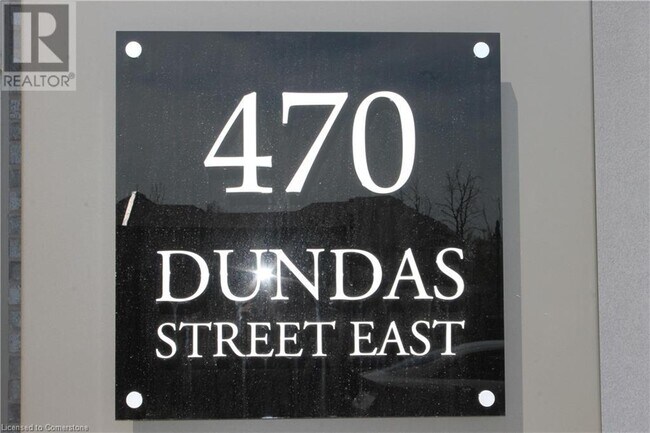 R
REALTOR®
470
DUNDAS
STREET EAST
Licensed to Cornerstone